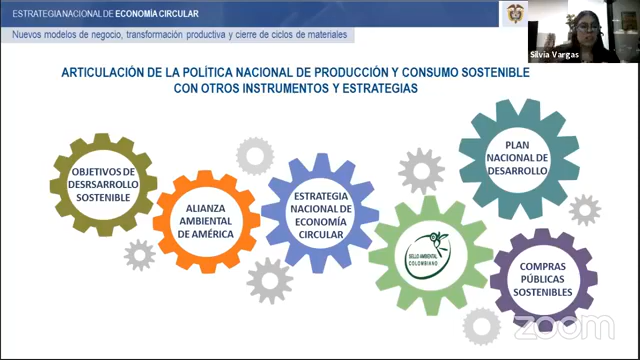 ESTRATEGIA NACIONAL DE ECONOMÍA CIRCULAR
Nuevos modelos de negocio, transformación productiva y cierre de ciclos de materiales
Silvia Vargas
ARTICULACIÓN DE LA POLÍTICA NACIONAL DE PRODUCCIÓN Y CONSUMO SOSTENIBLE
CON OTROS INSTRUMENTOS Y ESTRATEGIAS
OBJETIVOS DE
DESRSARROLLO
SOSTENIBLE
ALIANZA
AMBIENTAL
DE AMÉRICA
ESTRATEGIA
NACIONAL DE
ECONOMÍA
CIRCULAR
SELLO AMBIENTAL
COLOMBIANO
PLAN
NACIONAL DE
DESARROLLO
COMPRAS
PÚBLICAS
SOSTENIBLES
zoom